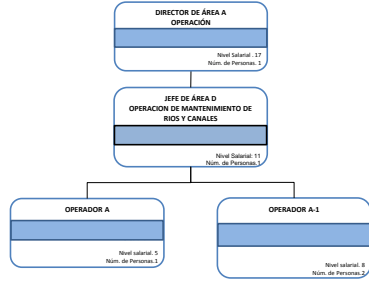 DIRECTOR DE ÁREA A
OPERACIÓN
Nivel Salarial . 17
Núm. de Personas. 1
JEFE DE ÁREA D
OPERACION DE MANTENIMIENTO DE
RIOS Y CANALES
Nivel Salarial: 11
Núm. de Personas.1
OPERADOR A
Nivel salarial. 5
Núm. de Personas.1
OPERADOR A-1
Nivel salarial. 8
Núm. de Personas.2